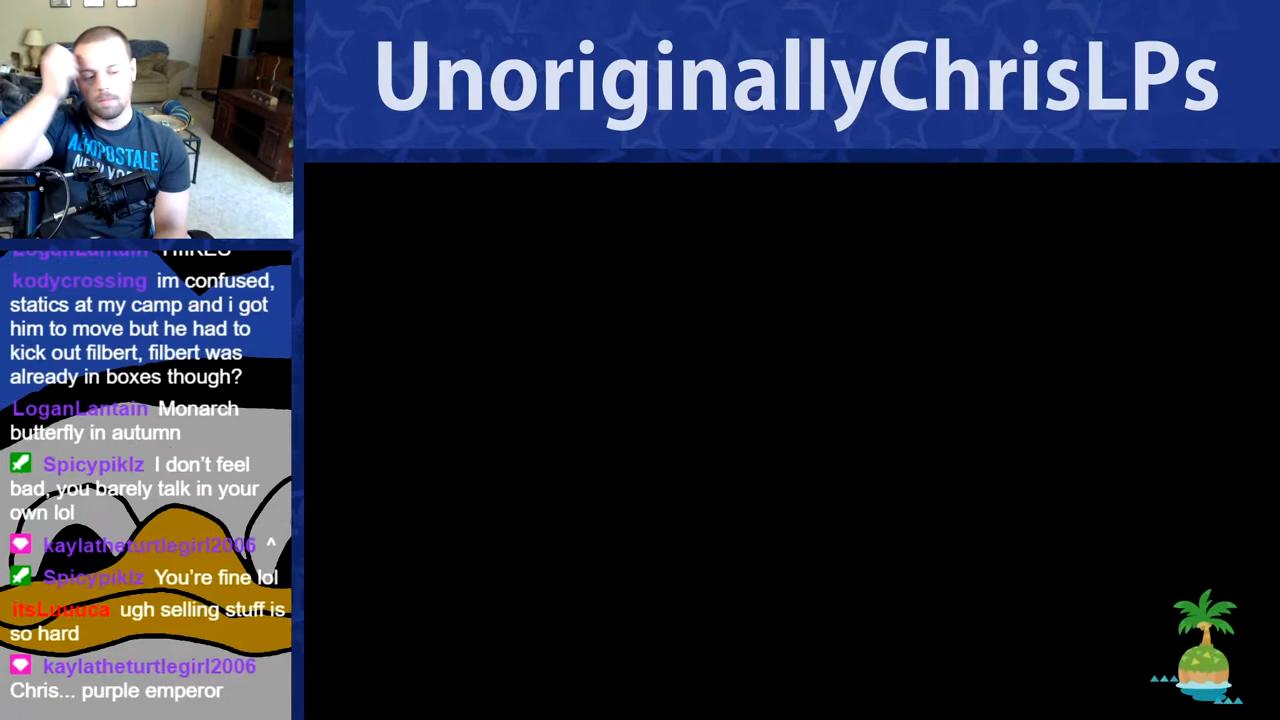 UnoriginallyChrisLPs
AÉROPOSTALE
NEW YORK
kodycrossing im confused,
statics at my camp and i got
him to move but he had to
kick out filbert, filbert was
already in boxes though?
LoganLantain Monarch
butterfly in autumn
Spicypiklz I don't feel
bad, you barely talk in your
own lol
kaylatheturtlegirl2006 ^
Spicypiklz You're fine lol
itsLuuuca ugh selling stuff is
so hard
kaylatheturtlegirl2006
Chris... purple emperor